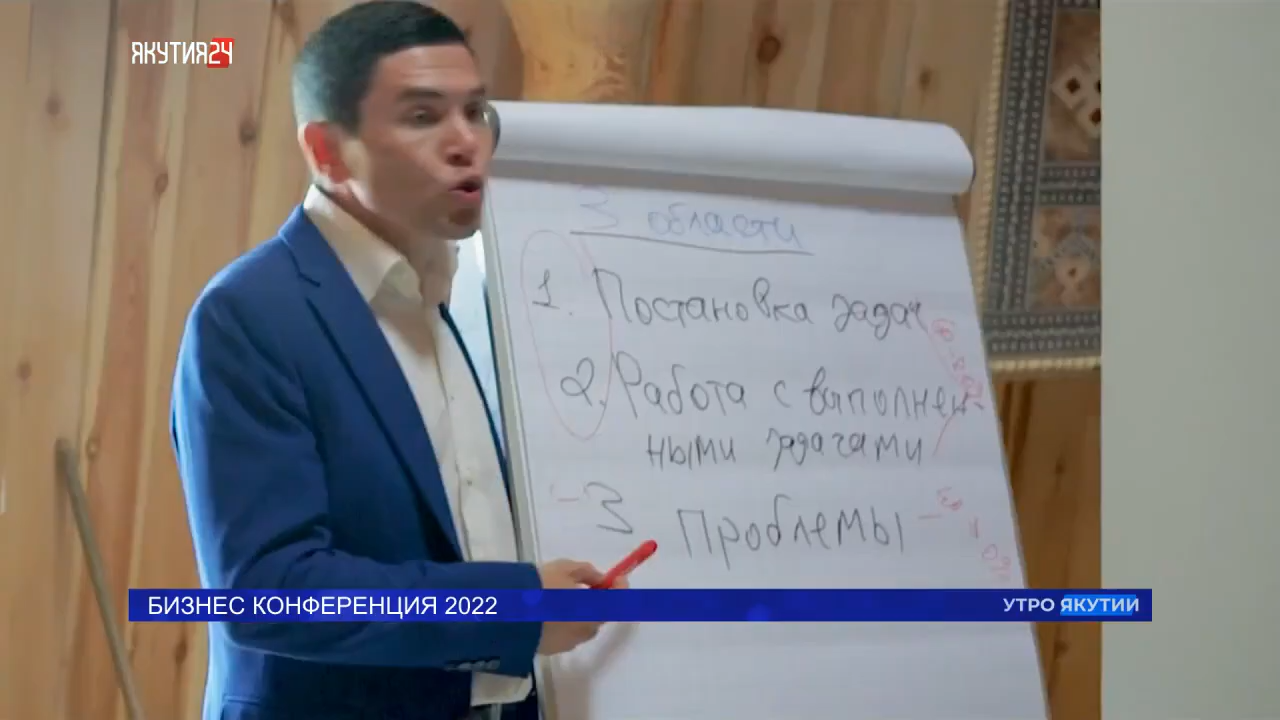 ЯКУТИЯ24
3 области
1. Постановка задач
2. Работа с выполнен-
ными задачами
3 Проблемы
БИЗНЕС КОНФЕРЕНЦИЯ 2022
УТРО ЯКУТИИ